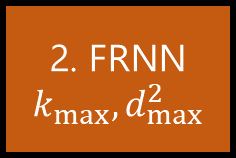 2. FRNN
k_max, d²_max